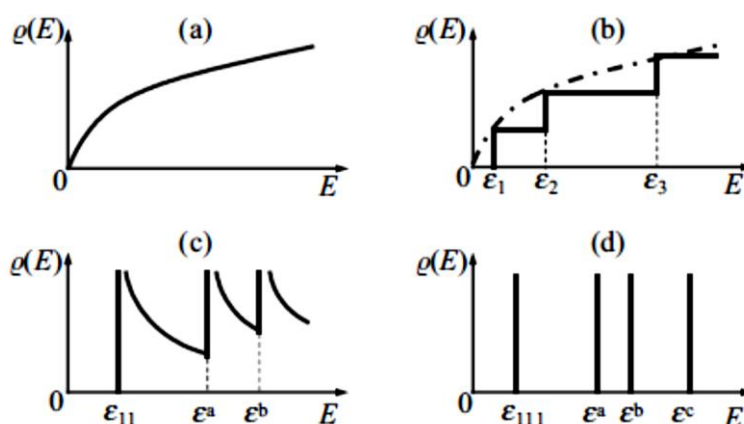 (a) (b)
ϱ(E) ϱ(E)
0 E 0 ε₁ ε₂ ε₃ E
(c) (d)
ϱ(E) ϱ(E)
0 ε₁₁ εᵃ εᵇ E 0 ε₁₁₁ εᵃ εᵇ εᶜ E